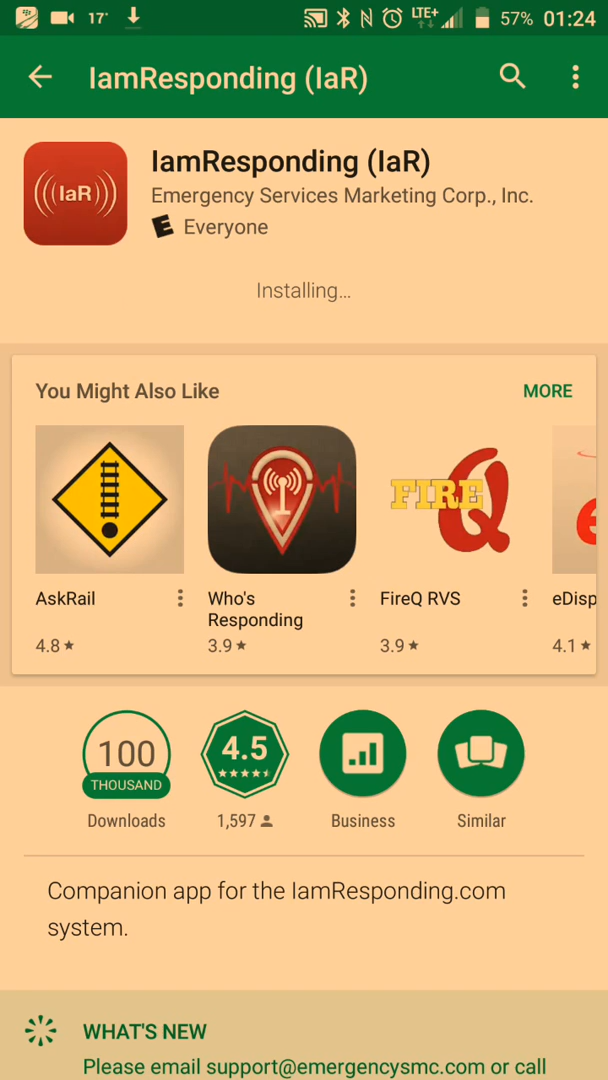 17° LTE+ 57% 01:24
IamResponding (IaR)
IaR
IamResponding (IaR)
Emergency Services Marketing Corp., Inc.
E Everyone
Installing...
You Might Also Like
MORE
FIRE Q
AskRail
Who's
Responding
FireQ RVS
eDisp
4.8
3.9
3.9
4.1
100
THOUSAND
4.5
Downloads
1,597
Business
Similar
Companion app for the IamResponding.com
system.
WHAT'S NEW
Please email support@emergencysmc.com or call